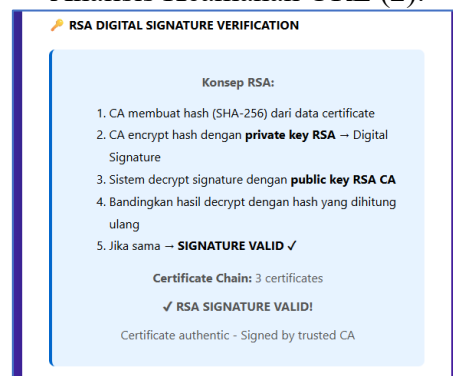 🔑 RSA DIGITAL SIGNATURE VERIFICATION
Konsep RSA:
1. CA membuat hash (SHA-256) dari data certificate
2. CA encrypt hash dengan private key RSA → Digital
Signature
3. Sistem decrypt signature dengan public key RSA CA
4. Bandingkan hasil decrypt dengan hash yang dihitung
ulang
5. Jika sama → SIGNATURE VALID ✓
Certificate Chain: 3 certificates
✓ RSA SIGNATURE VALID!
Certificate authentic - Signed by trusted CA